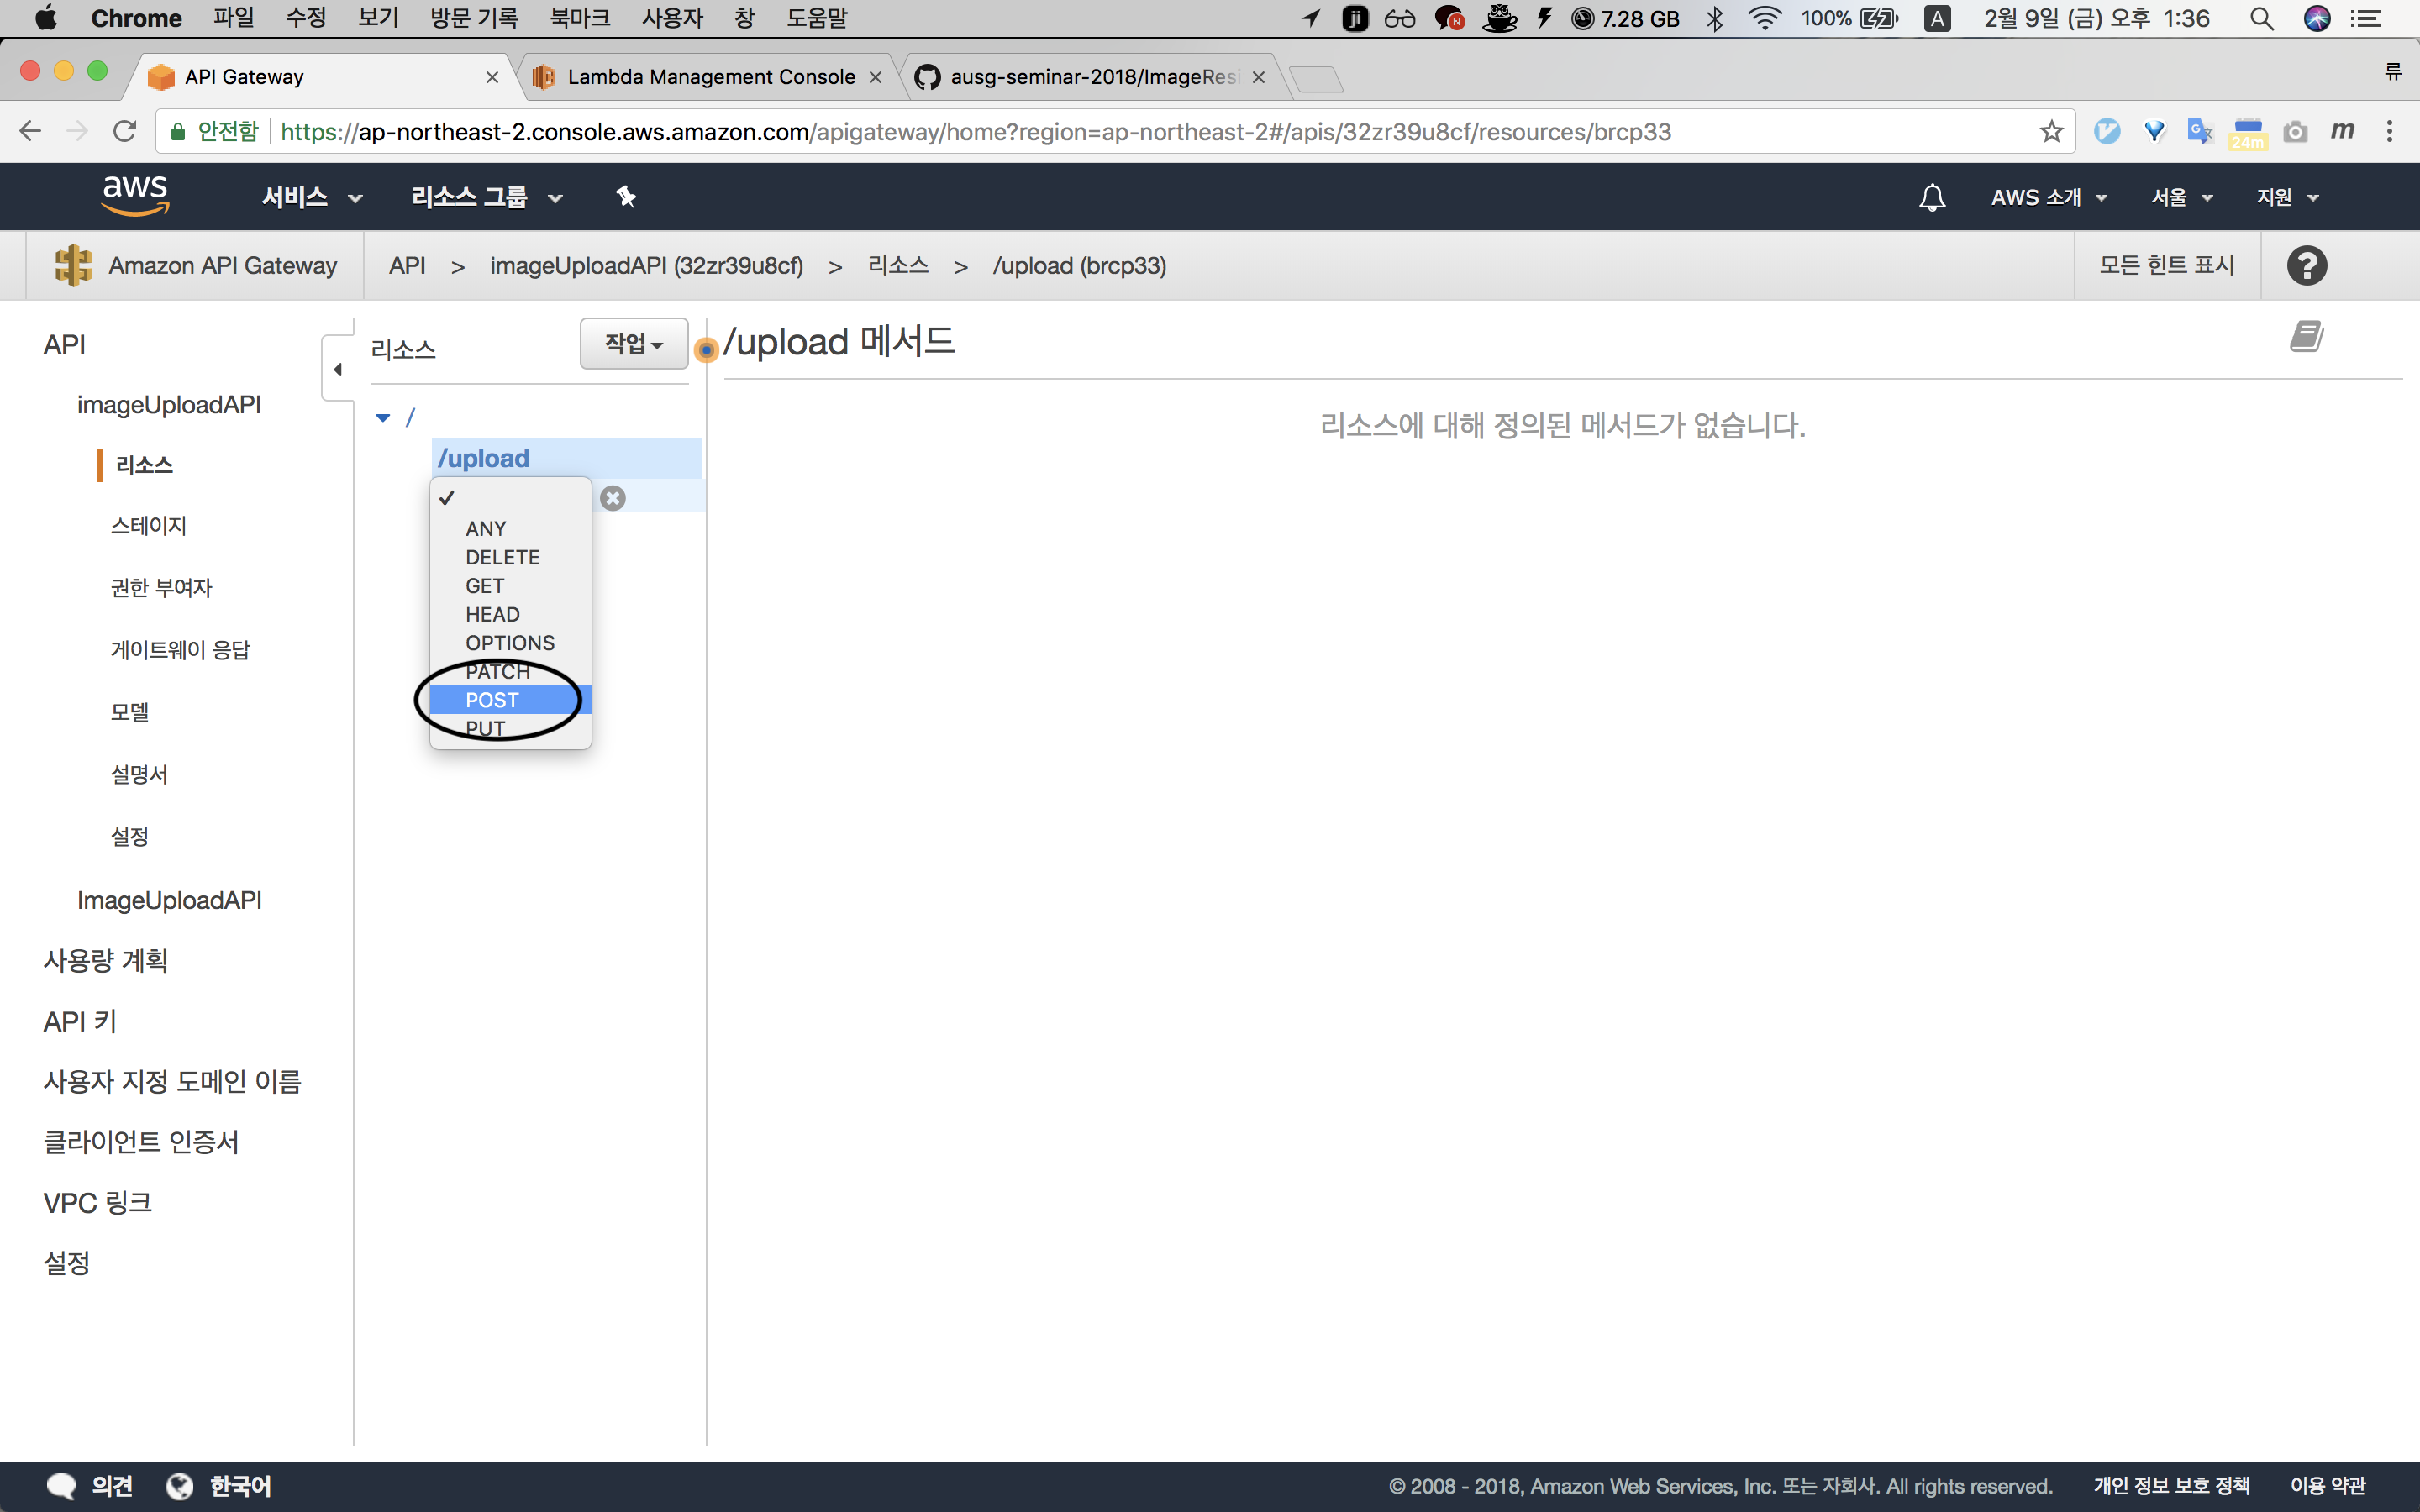 Chrome 파일 수정 보기 방문 기록 북마크 사용자 창 도움말 7.28 GB 100% A 2월 9일 (금) 오후 1:36
API Gateway Lambda Management Console ausg-seminar-2018/ImageResi 류
안전함 https://ap-northeast-2.console.aws.amazon.com/apigateway/home?region=ap-northeast-2#/apis/32zr39u8cf/resources/brcp33 24m m
aws 서비스 리소스 그룹 AWS 소개 서울 지원
Amazon API Gateway API > imageUploadAPI (32zr39u8cf) > 리소스 > /upload (brcp33) 모든 힌트 표시
API
imageUploadAPI
리소스
스테이지
권한 부여자
게이트웨이 응답
모델
설명서
설정
ImageUploadAPI
사용량 계획
API 키
사용자 지정 도메인 이름
클라이언트 인증서
VPC 링크
설정
리소스 작업
/
/upload
ANY
DELETE
GET
HEAD
OPTIONS
PATCH
POST
PUT
/upload 메서드
리소스에 대해 정의된 메서드가 없습니다.
의견 한국어 © 2008 - 2018, Amazon Web Services, Inc. 또는 자회사. All rights reserved. 개인 정보 보호 정책 이용 약관